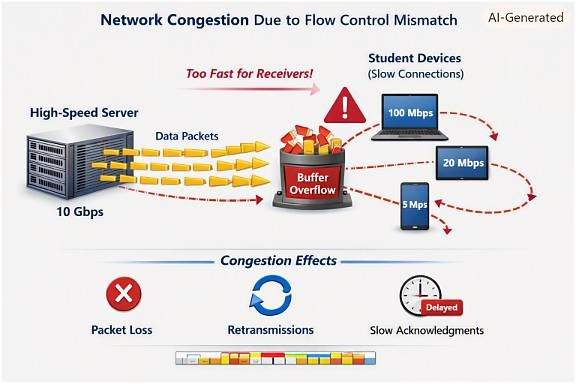 Network Congestion Due to Flow Control Mismatch
AI-Generated
Too Fast for Receivers!
Student Devices
(Slow Connections)
High-Speed Server
Data Packets
100 Mbps
20 Mbps
Buffer
Overflow
5 Mps
10 Gbps
Congestion Effects
Delayed
Packet Loss
Retransmissions
Slow Acknowledgments